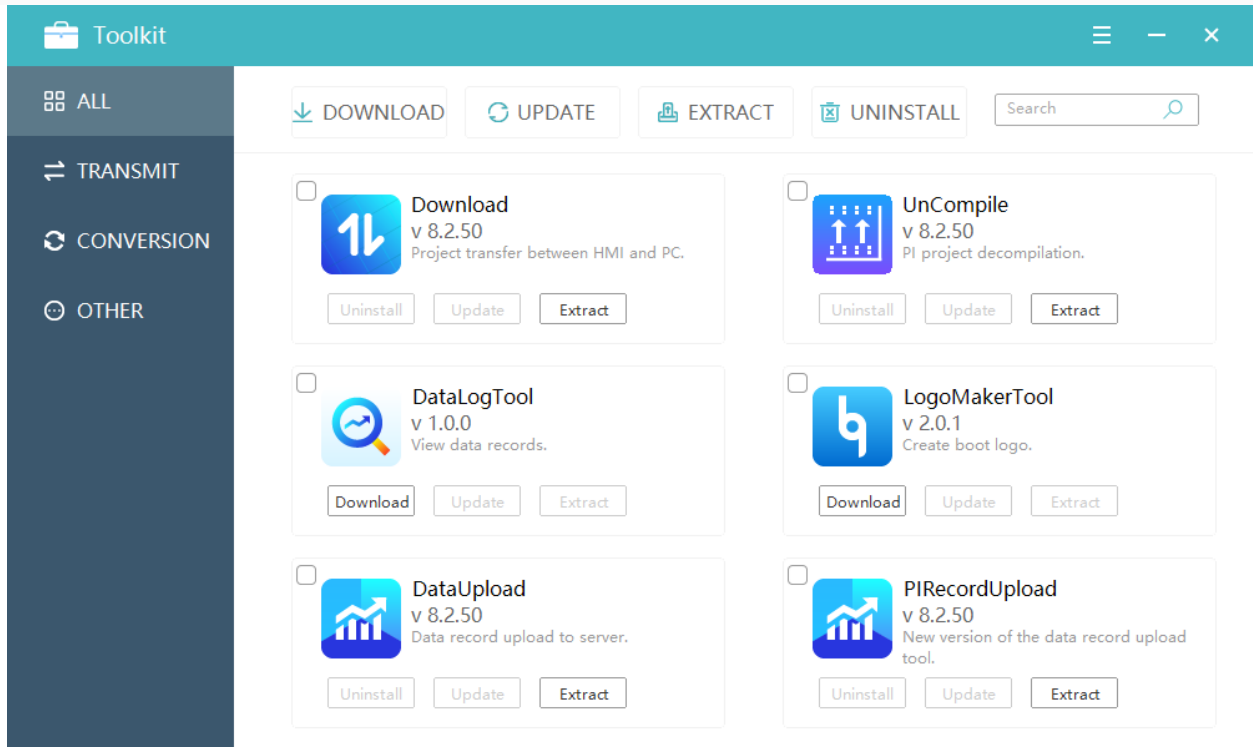 Toolkit
ALL
TRANSMIT
CONVERSION
OTHER
DOWNLOAD UPDATE EXTRACT UNINSTALL Search
Download
v 8.2.50
Project transfer between HMI and PC.
Uninstall Update Extract
UnCompile
v 8.2.50
PI project decompilation.
Uninstall Update Extract
DataLogTool
v 1.0.0
View data records.
Download Update Extract
LogoMakerTool
v 2.0.1
Create boot logo.
Download Update Extract
DataUpload
v 8.2.50
Data record upload to server.
Uninstall Update Extract
PIRecordUpload
v 8.2.50
New version of the data record upload
tool.
Uninstall Update Extract